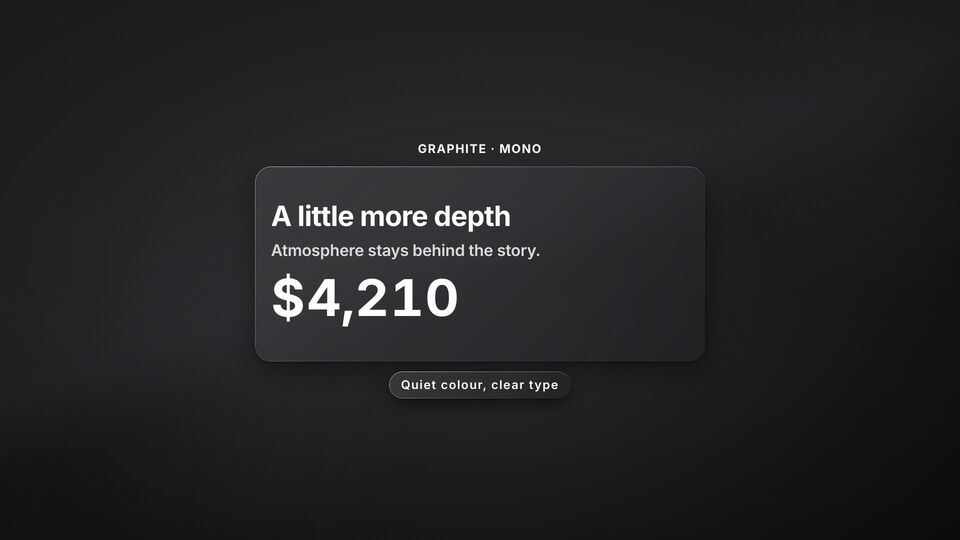 GRAPHITE · MONO
A little more depth
Atmosphere stays behind the story.
$4,210
Quiet colour, clear type